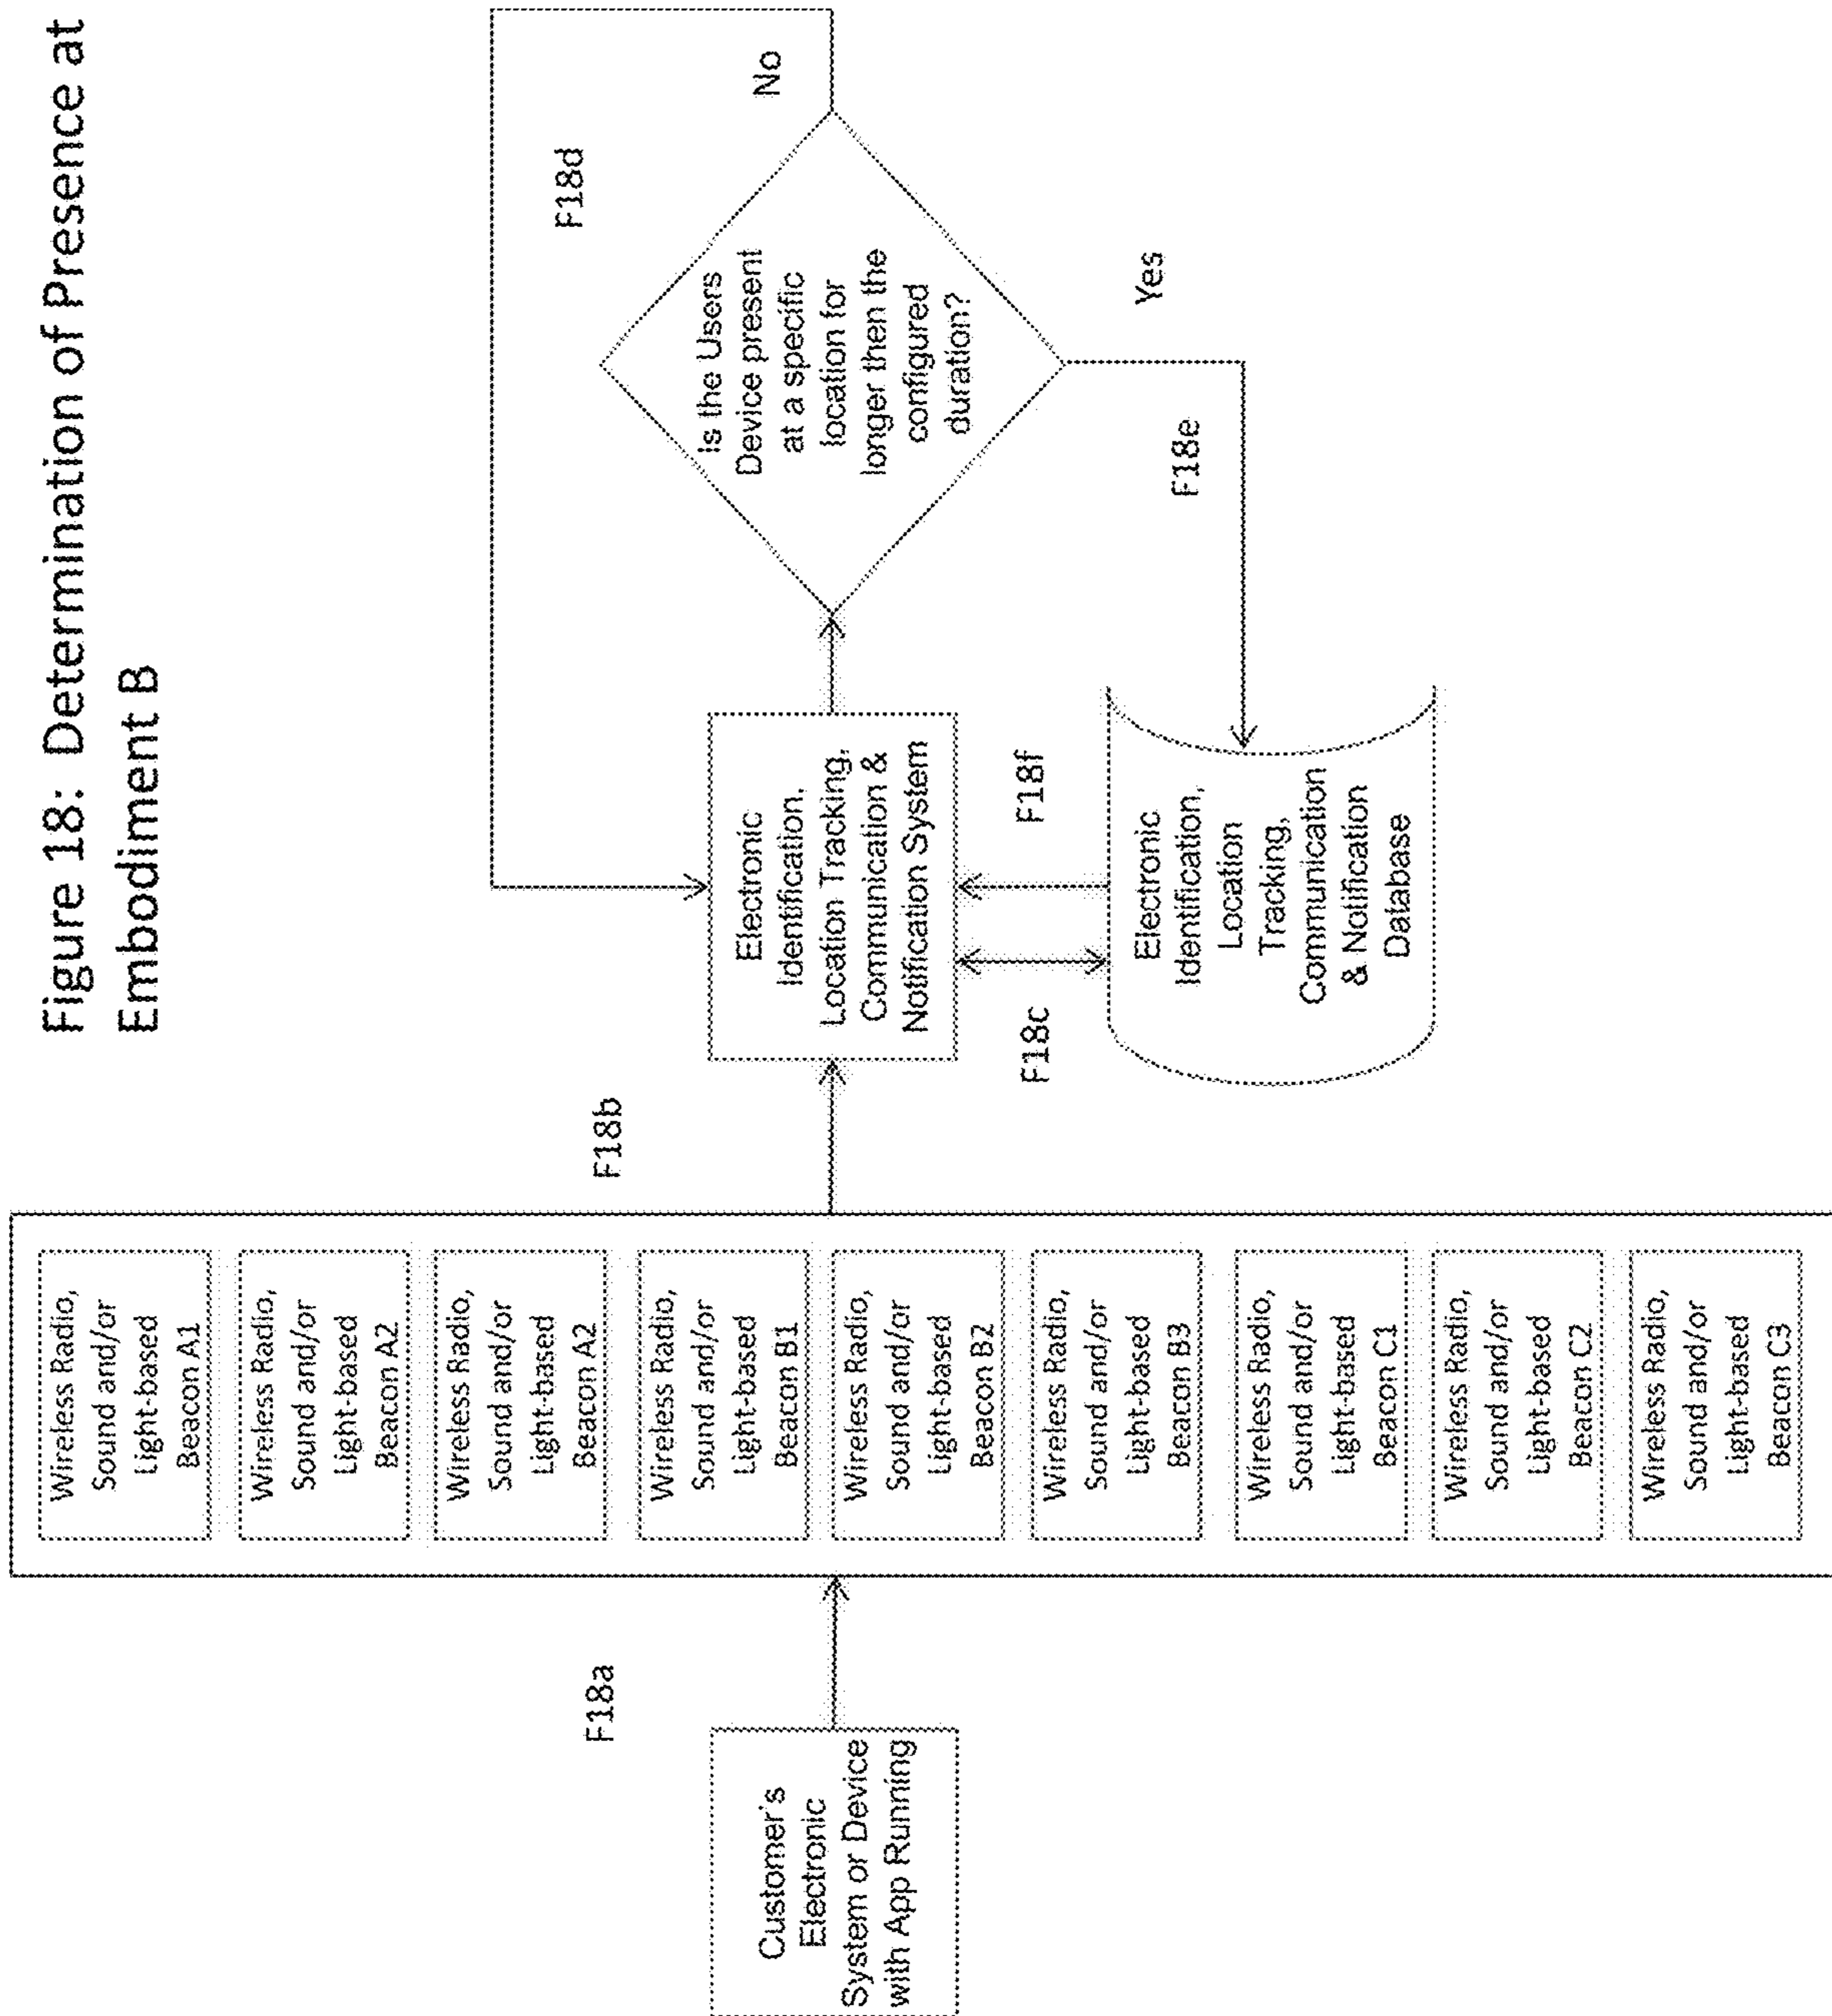 Figure 18: Determination of Presence at
Embodiment B
Customer's
Electronic
System or Device
with App Running
F18a
Wireless Radio,
Sound and/or
Light-based
Beacon A1
Wireless Radio,
Sound and/or
Light-based
Beacon A2
Wireless Radio,
Sound and/or
Light-based
Beacon A2
Wireless Radio,
Sound and/or
Light-based
Beacon B1
Wireless Radio,
Sound and/or
Light-based
Beacon B2
Wireless Radio,
Sound and/or
Light-based
Beacon B3
Wireless Radio,
Sound and/or
Light-based
Beacon C1
Wireless Radio,
Sound and/or
Light-based
Beacon C2
Wireless Radio,
Sound and/or
Light-based
Beacon C3
F18b
Electronic
Identification,
Location Tracking,
Communication &
Notification System
F18c
F18f
Electronic
Identification,
Location
Tracking,
Communication
& Notification
Database
Is the Users
Device present
at a specific
location for
longer then the
configured
duration?
F18d
No
Yes
F18e